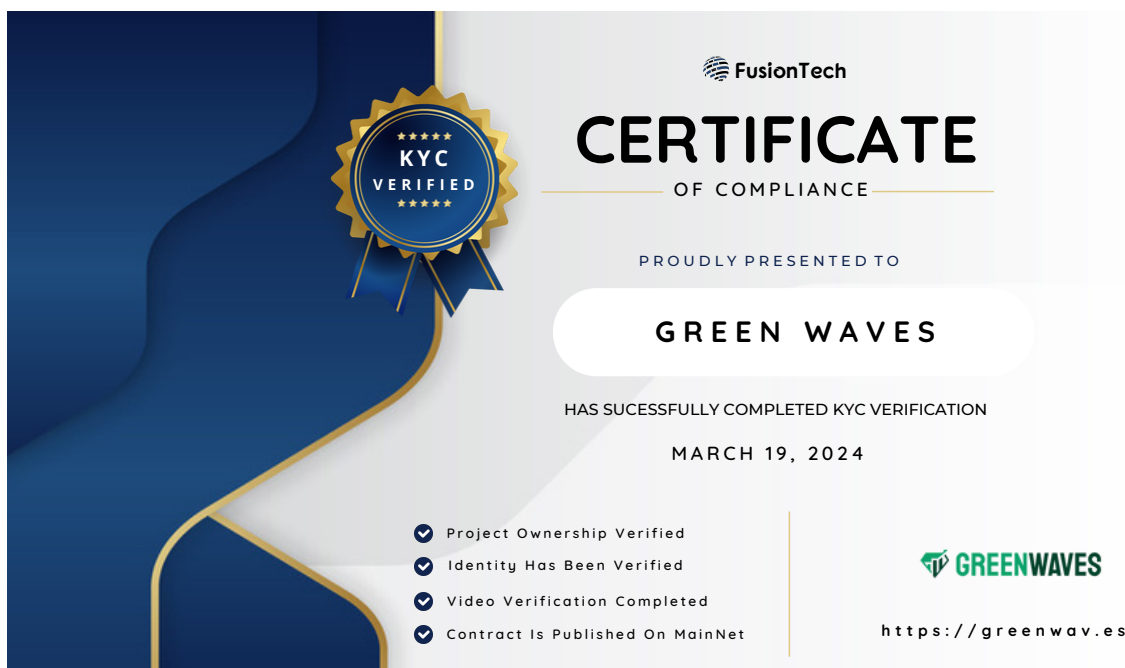 FusionTech
CERTIFICATE
OF COMPLIANCE
KYC
VERIFIED
PROUDLY PRESENTED TO
GREEN WAVES
HAS SUCESSFULLY COMPLETED KYC VERIFICATION
MARCH 19, 2024
Project Ownership Verified
Identity Has Been Verified
Video Verification Completed
Contract Is Published On MainNet
GREENWAVES
https://greenwav.es